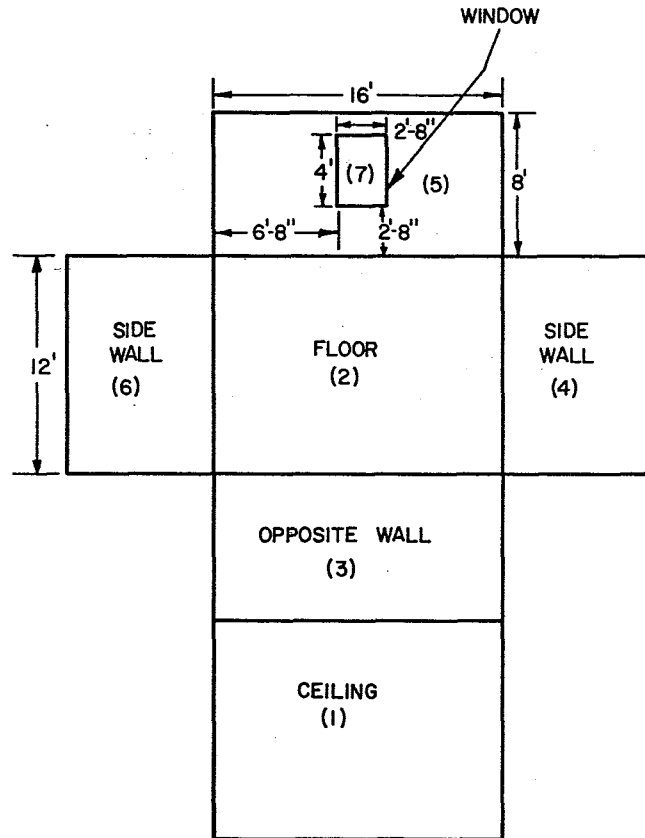 WINDOW
16'
2'-8"
4'
(7)
(5)
8'
6'-8"
2'-8"
12'
SIDE
WALL
(6)
FLOOR
(2)
SIDE
WALL
(4)
OPPOSITE WALL
(3)
CEILING
(1)